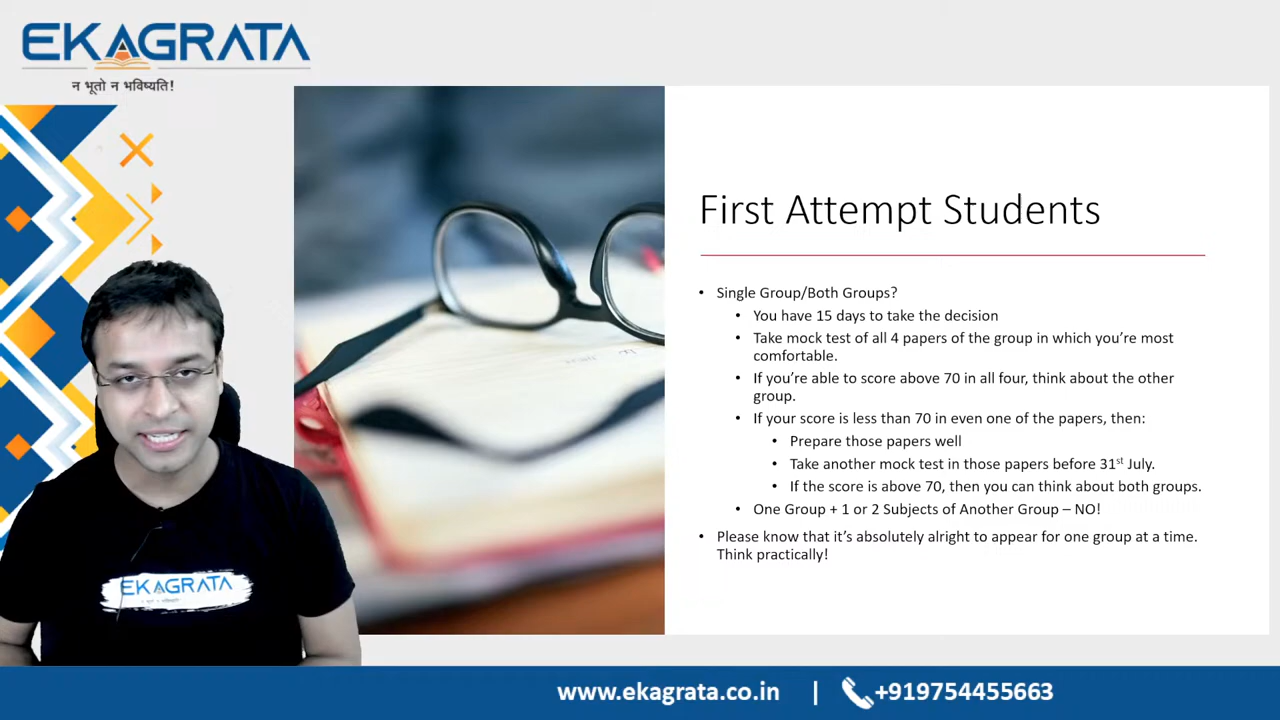 EKAGRATA
न भूतो न भविष्यति!
First Attempt Students
• Single Group/Both Groups?
• You have 15 days to take the decision
• Take mock test of all 4 papers of the group in which you're most
comfortable.
• If you're able to score above 70 in all four, think about the other
group.
• If your score is less than 70 in even one of the papers, then:
• Prepare those papers well
• Take another mock test in those papers before 31st July.
• If the score is above 70, then you can think about both groups.
• One Group + 1 or 2 Subjects of Another Group – NO!
• Please know that it's absolutely alright to appear for one group at a time.
Think practically!
EKAGRATA
www.ekagrata.co.in | +919754455663